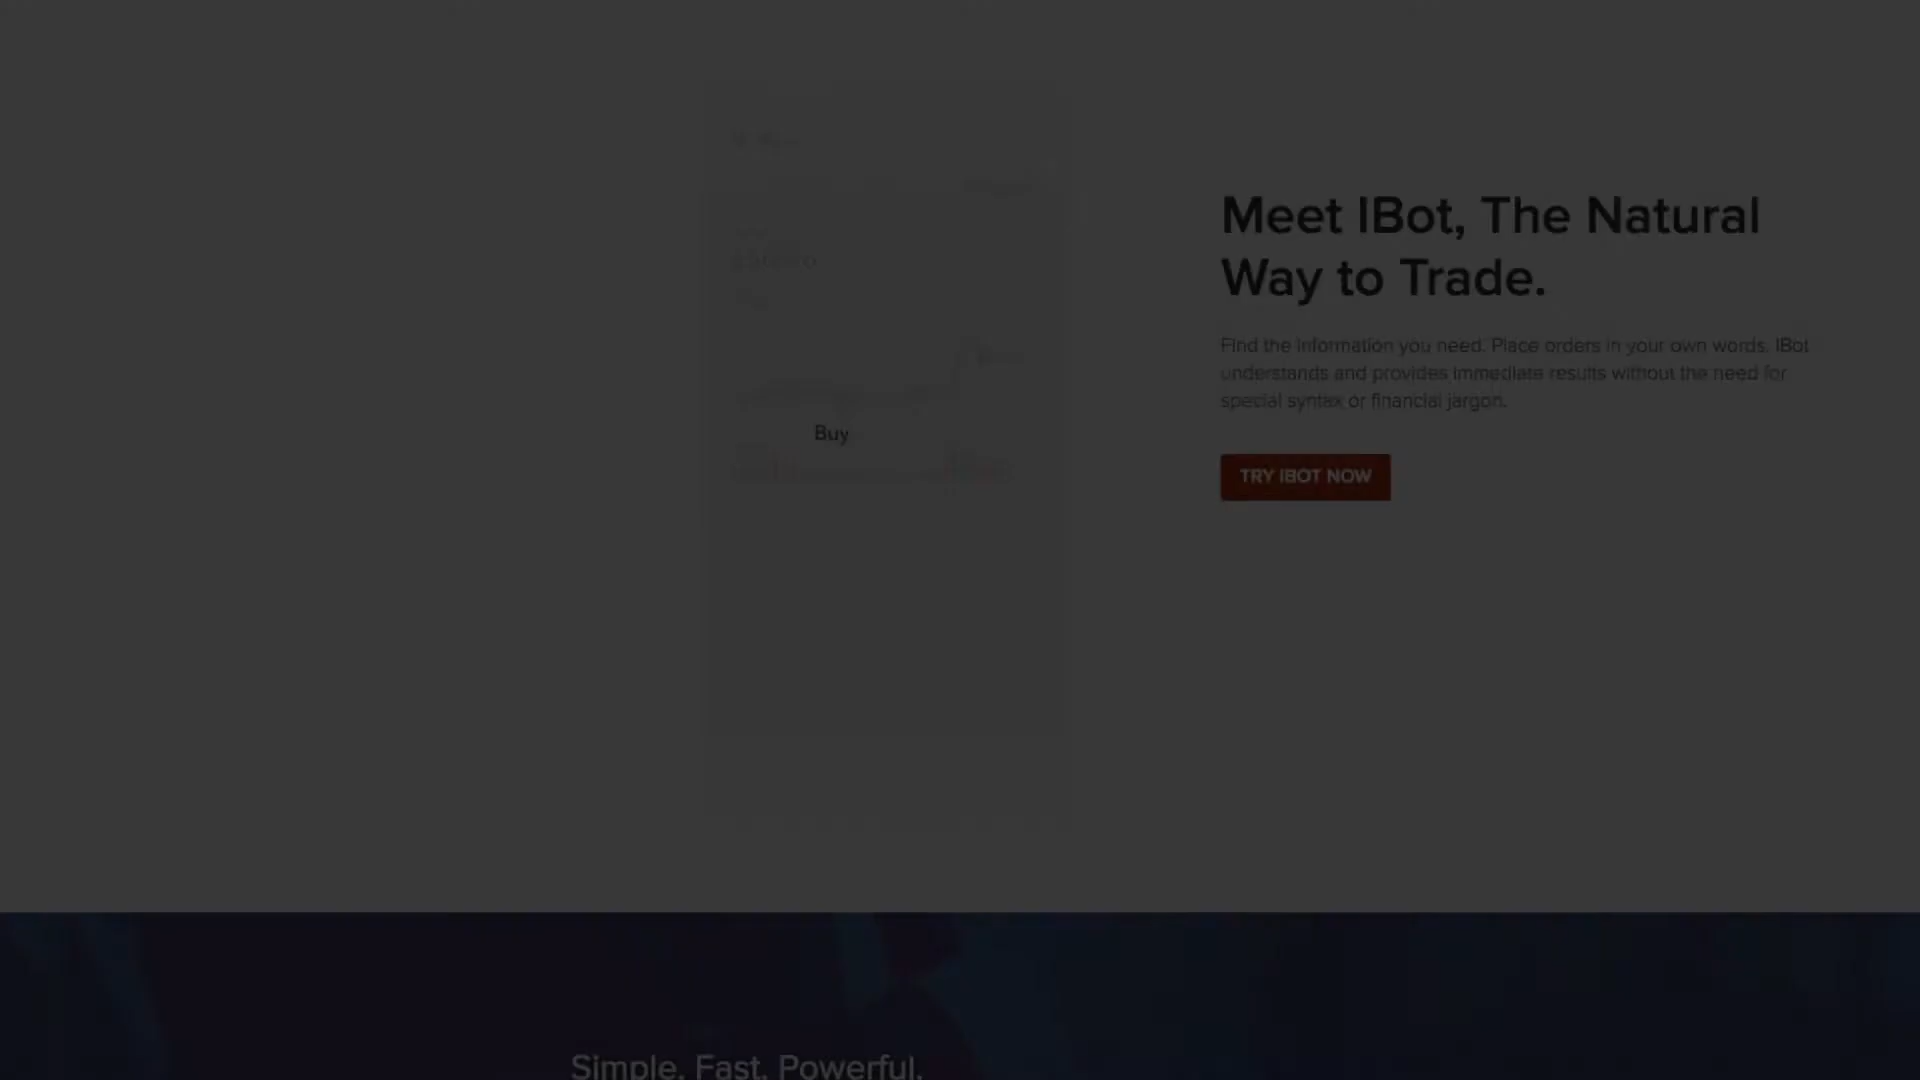 Meet IBot, The Natural
Way to Trade.
Find the information you need. Place orders in your own words. IBot
understands and provides immediate results without the need for
special syntax or financial jargon.
Buy
TRY IBOT NOW
Simple. Fast. Powerful.